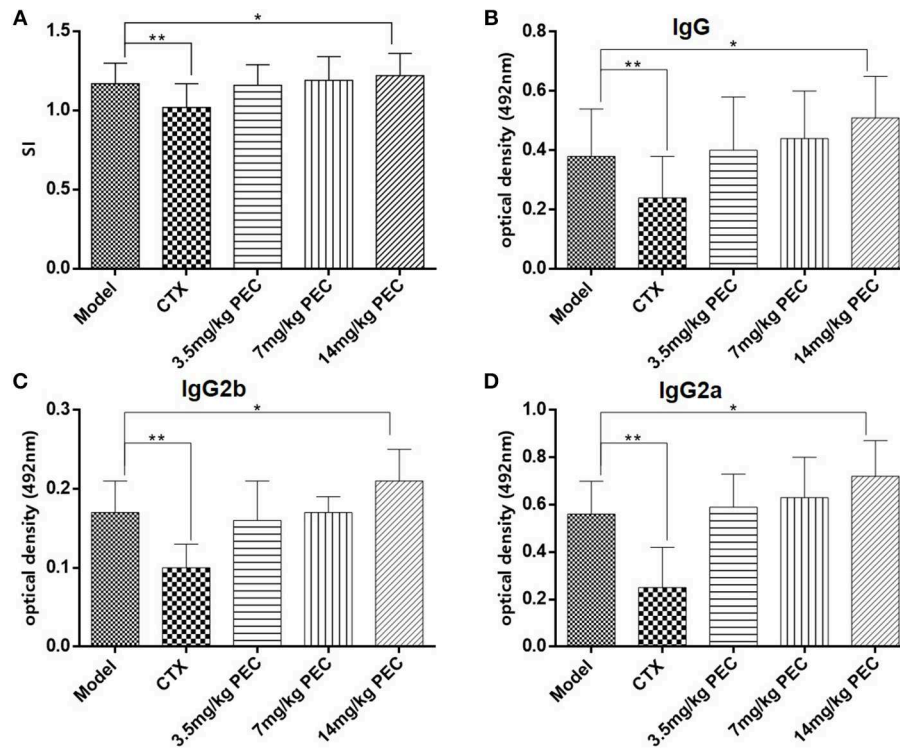 A
SI
1.5
1.0
0.5
0.0
**
*
Model
CTX
3.5mg/kg PEC
7mg/kg PEC
14mg/kg PEC
B
IgG
optical density (492nm)
0.8
0.6
0.4
0.2
0.0
**
*
Model
CTX
3.5mg/kg PEC
7mg/kg PEC
14mg/kg PEC
C
IgG2b
optical density (492nm)
0.3
0.2
0.1
0.0
**
*
Model
CTX
3.5mg/kg PEC
7mg/kg PEC
14mg/kg PEC
D
IgG2a
optical density (492nm)
1.0
0.8
0.6
0.4
0.2
0.0
**
*
Model
CTX
3.5mg/kg PEC
7mg/kg PEC
14mg/kg PEC